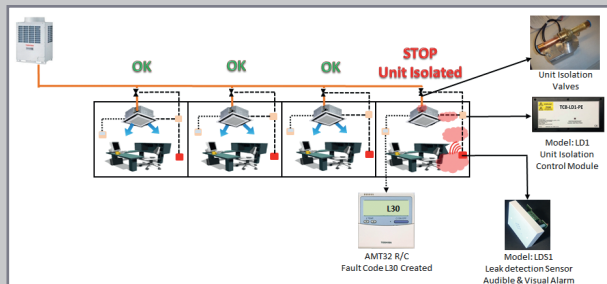 OK
OK
OK
STOP
Unit Isolated
Unit Isolation
Valves
TCB-LD1-PE
Model: LD1
Unit Isolation
Control Module
L30
AMT32 R/C
Fault Code L30 Created
Model: LDS1
Leak detection Sensor
Audible & Visual Alarm